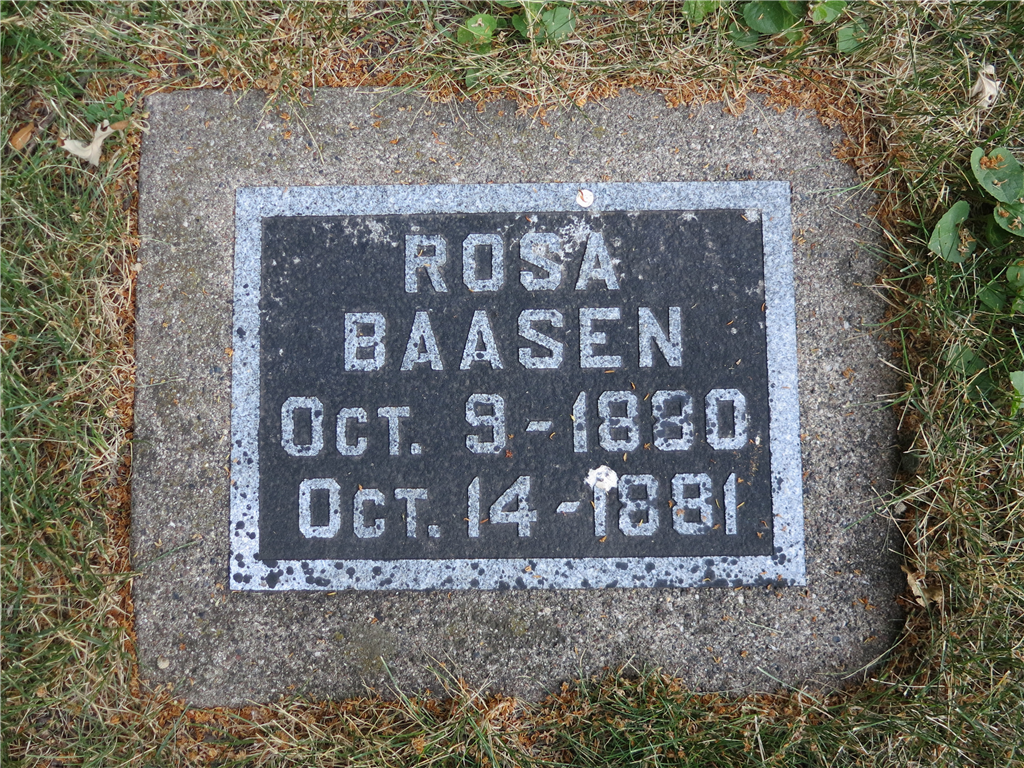 ROSA
BAASEN
OCT. 9-1880
OCT. 14-1881